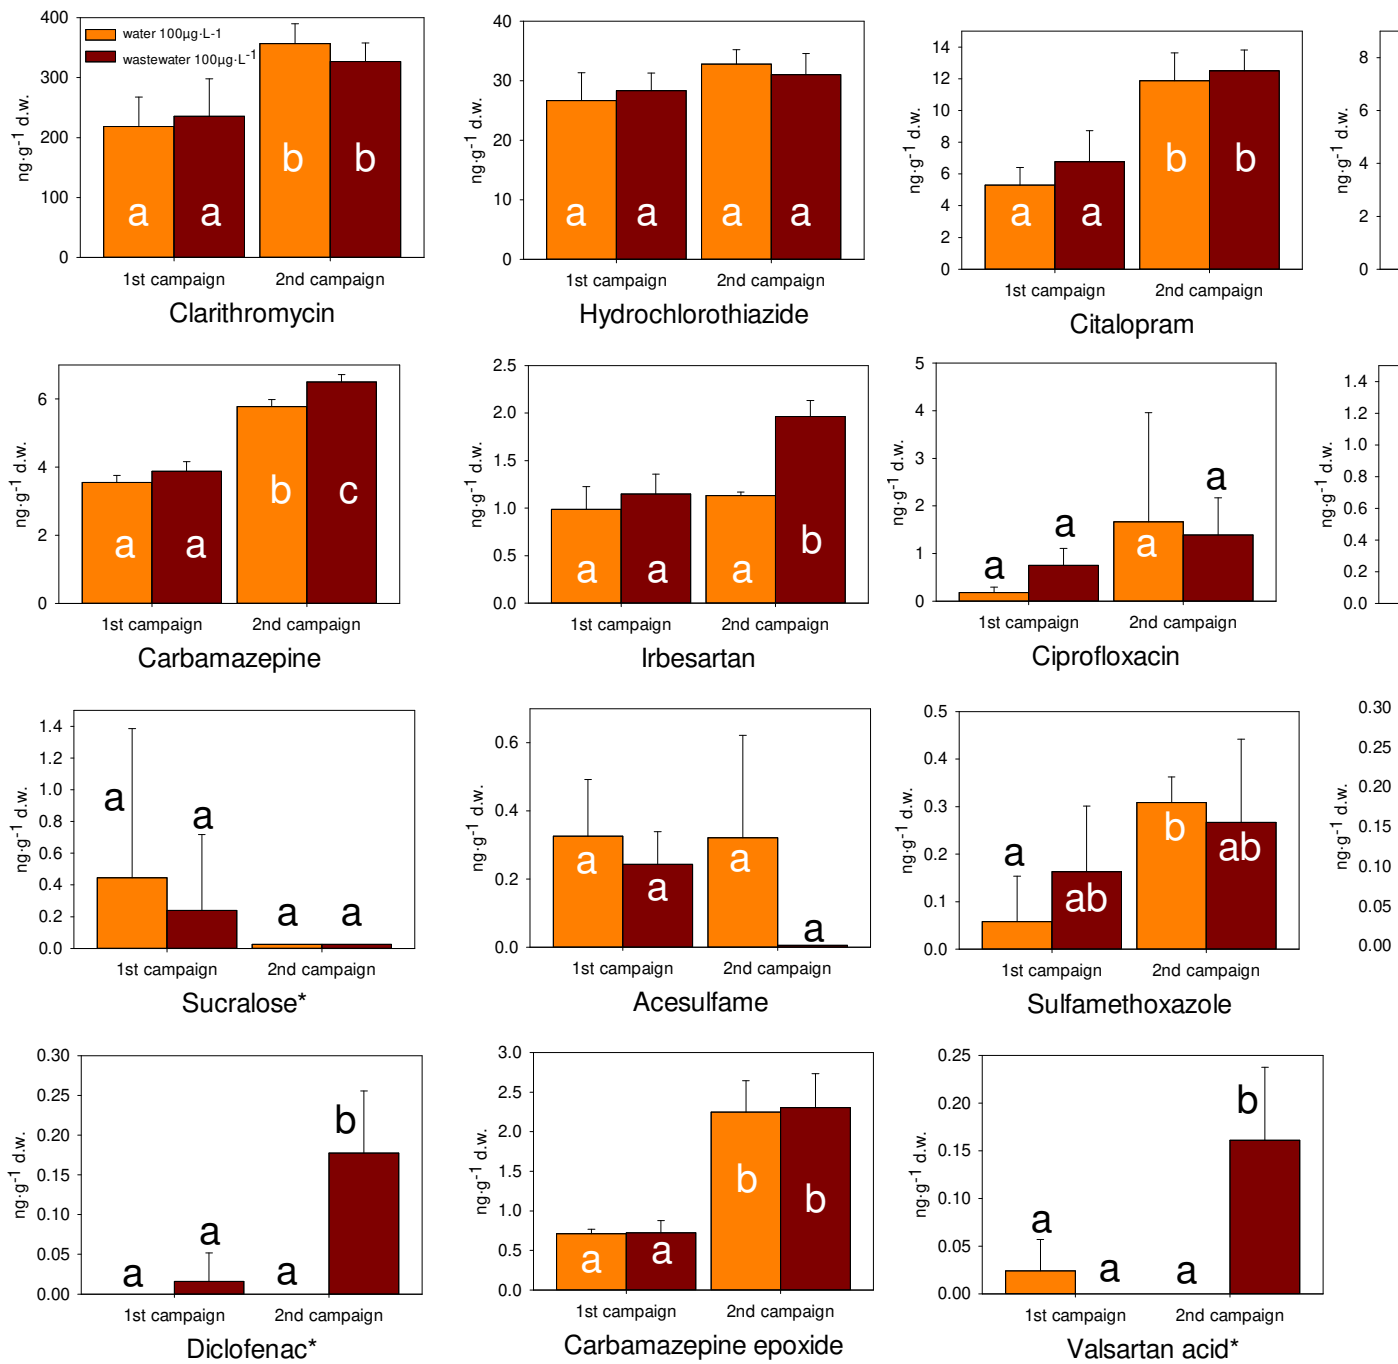 400
300
200
100
0
ng·g-1 d.w.
water 100µg·L-1
wastewater 100µg·L-1
a
a
b
b
1st campaign
2nd campaign
Clarithromycin
40
30
20
10
0
ng·g-1 d.w.
a
a
a
a
1st campaign
2nd campaign
Hydrochlorothiazide
14
12
10
8
6
4
2
0
ng·g-1 d.w.
a
a
b
b
1st campaign
2nd campaign
Citalopram
8
6
4
2
0
ng·g-1 d.w.
6
4
2
0
ng·g-1 d.w.
a
a
b
c
1st campaign
2nd campaign
Carbamazepine
2.5
2.0
1.5
1.0
0.5
0.0
ng·g-1 d.w.
a
a
a
b
1st campaign
2nd campaign
Irbesartan
5
4
3
2
1
0
ng·g-1 d.w.
a
a
a
a
1st campaign
2nd campaign
Ciprofloxacin
1.4
1.2
1.0
0.8
0.6
0.4
0.2
0.0
ng·g-1 d.w.
1.4
1.2
1.0
0.8
0.6
0.4
0.2
0.0
ng·g-1 d.w.
a
a
a
a
1st campaign
2nd campaign
Sucralose*
0.6
0.4
0.2
0.0
ng·g-1 d.w.
a
a
a
a
1st campaign
2nd campaign
Acesulfame
0.5
0.4
0.3
0.2
0.1
0.0
ng·g-1 d.w.
a
ab
b
ab
1st campaign
2nd campaign
Sulfamethoxazole
0.30
0.25
0.20
0.15
0.10
0.05
0.00
ng·g-1 d.w.
0.30
0.25
0.20
0.15
0.10
0.05
0.00
ng·g-1 d.w.
a
a
a
b
1st campaign
2nd campaign
Diclofenac*
3.0
2.5
2.0
1.5
1.0
0.5
0.0
ng·g-1 d.w.
a
a
b
b
1st campaign
2nd campaign
Carbamazepine epoxide
0.25
0.20
0.15
0.10
0.05
0.00
ng·g-1 d.w.
a
a
a
b
1st campaign
2nd campaign
Valsartan acid*